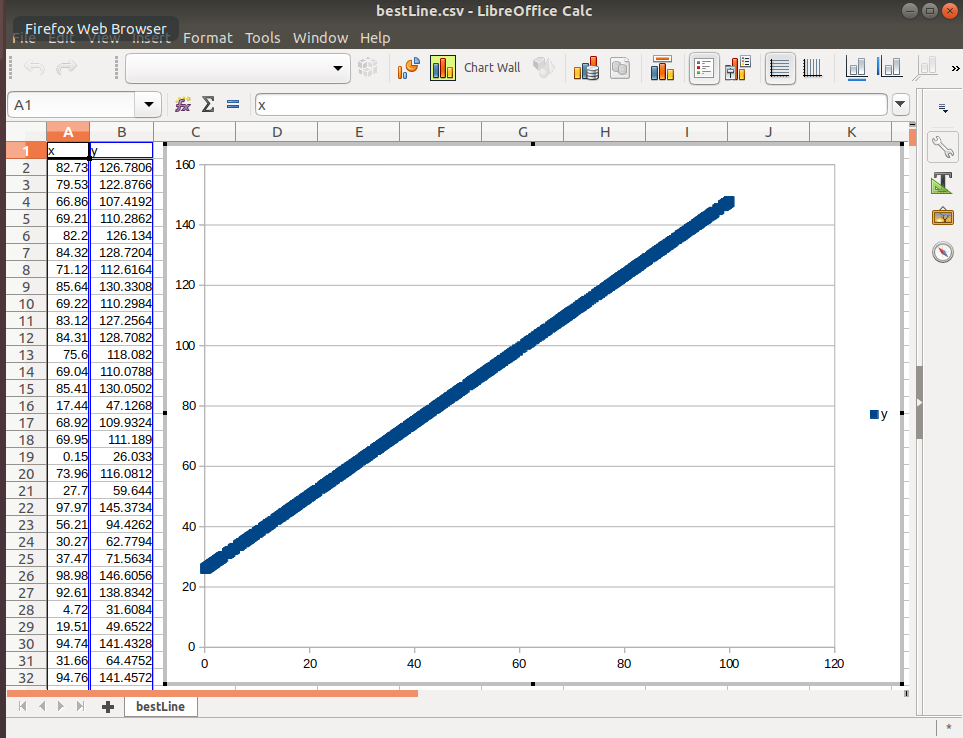 bestLine.csv - LibreOffice Calc
Firefox Web Browser
File Edit View Insert Format Tools Window Help
Chart Wall »
A1 x
A B C D E F G H I J K
1 x y
2 82.73 126.7806
3 79.53 122.8766
4 66.86 107.4192
5 69.21 110.2862
6 82.2 126.134
7 84.32 128.7204
8 71.12 112.6164
9 85.64 130.3308
10 69.22 110.2984
11 83.12 127.2564
12 84.31 128.7082
13 75.6 118.082
14 69.04 110.0788
15 85.41 130.0502
16 17.44 47.1268
17 68.92 109.9324
18 69.95 111.189
19 0.15 26.033
20 73.96 116.0812
21 27.7 59.644
22 97.97 145.3734
23 56.21 94.4262
24 30.27 62.7794
25 37.47 71.5634
26 98.98 146.6056
27 92.61 138.8342
28 4.72 31.6084
29 19.51 49.6522
30 94.74 141.4328
31 31.66 64.4752
32 94.76 141.4572
160
140
120
100
80
60
40
20
0
0 20 40 60 80 100 120
y
bestLine
*